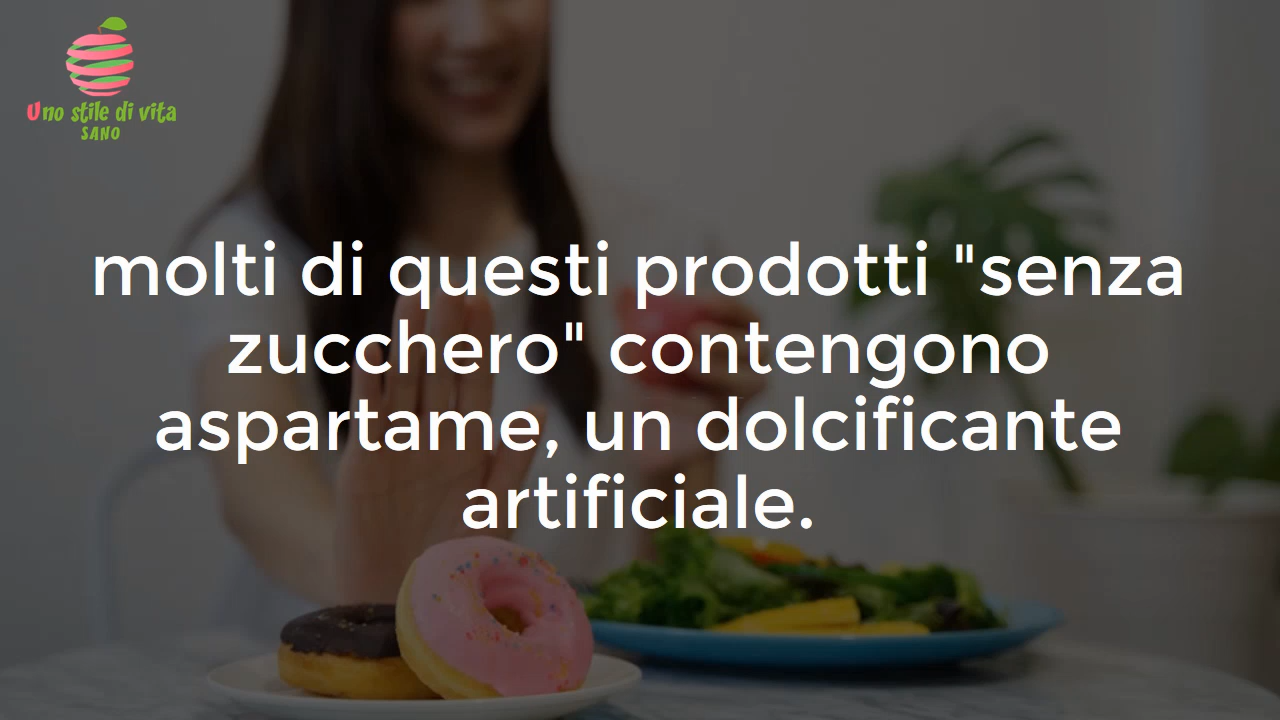 Uno stile di vita
SANO
molti di questi prodotti "senza
zucchero" contengono
aspartame, un dolcificante
artificiale.